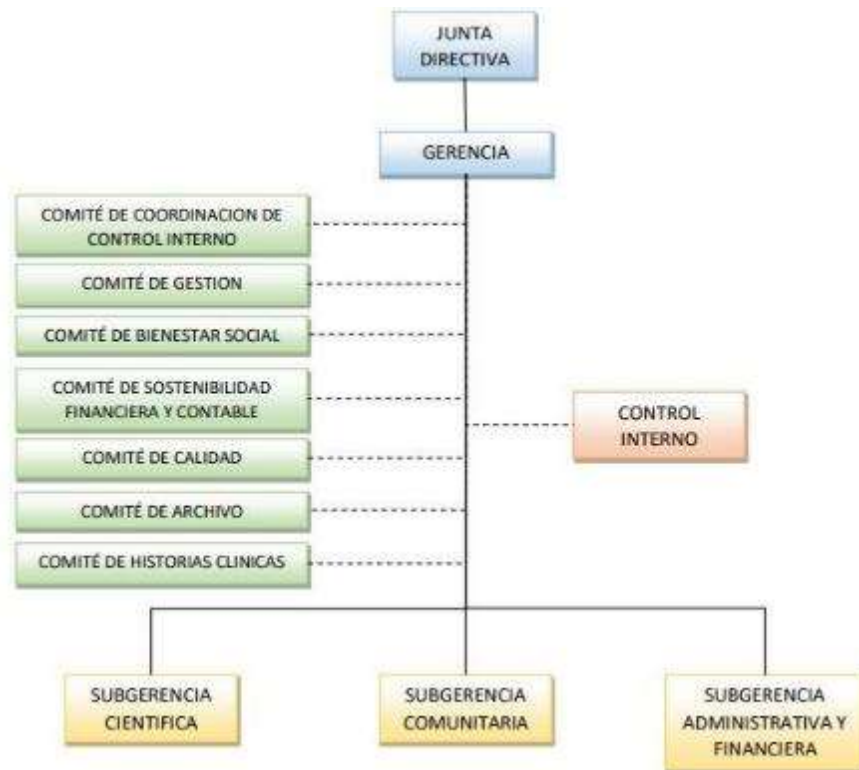 JUNTA
DIRECTIVA
GERENCIA
COMITÉ DE COORDINACION DE
CONTROL INTERNO
COMITÉ DE GESTION
COMITÉ DE BIENESTAR SOCIAL
COMITÉ DE SOSTENIBILIDAD
FINANCIERA Y CONTABLE
COMITÉ DE CALIDAD
COMITÉ DE ARCHIVO
COMITÉ DE HISTORIAS CLINICAS
CONTROL
INTERNO
SUBGERENCIA
CIENTIFICA
SUBGERENCIA
COMUNITARIA
SUBGERENCIA
ADMINISTRATIVA Y
FINANCIERA